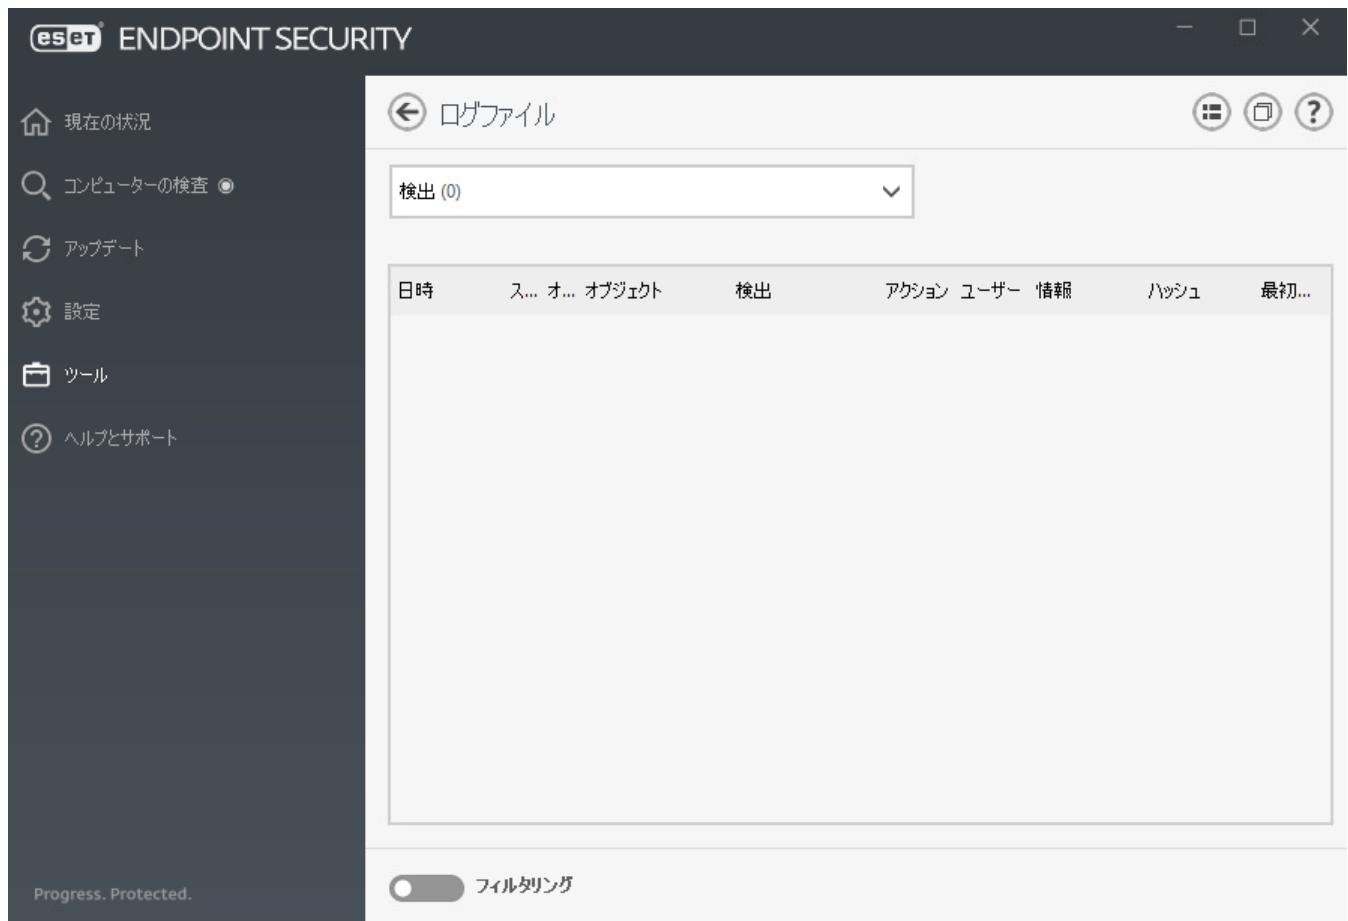 eset ENDPOINT SECURITY
現在の状況
コンピューターの検査
アップデート
設定
ツール
ヘルプとサポート
Progress. Protected.
ログファイル
?
検出 (0)
日時 ス... オ... オブジェクト 検出 アクション ユーザー 情報 ハッシュ 最初...
フィルタリング